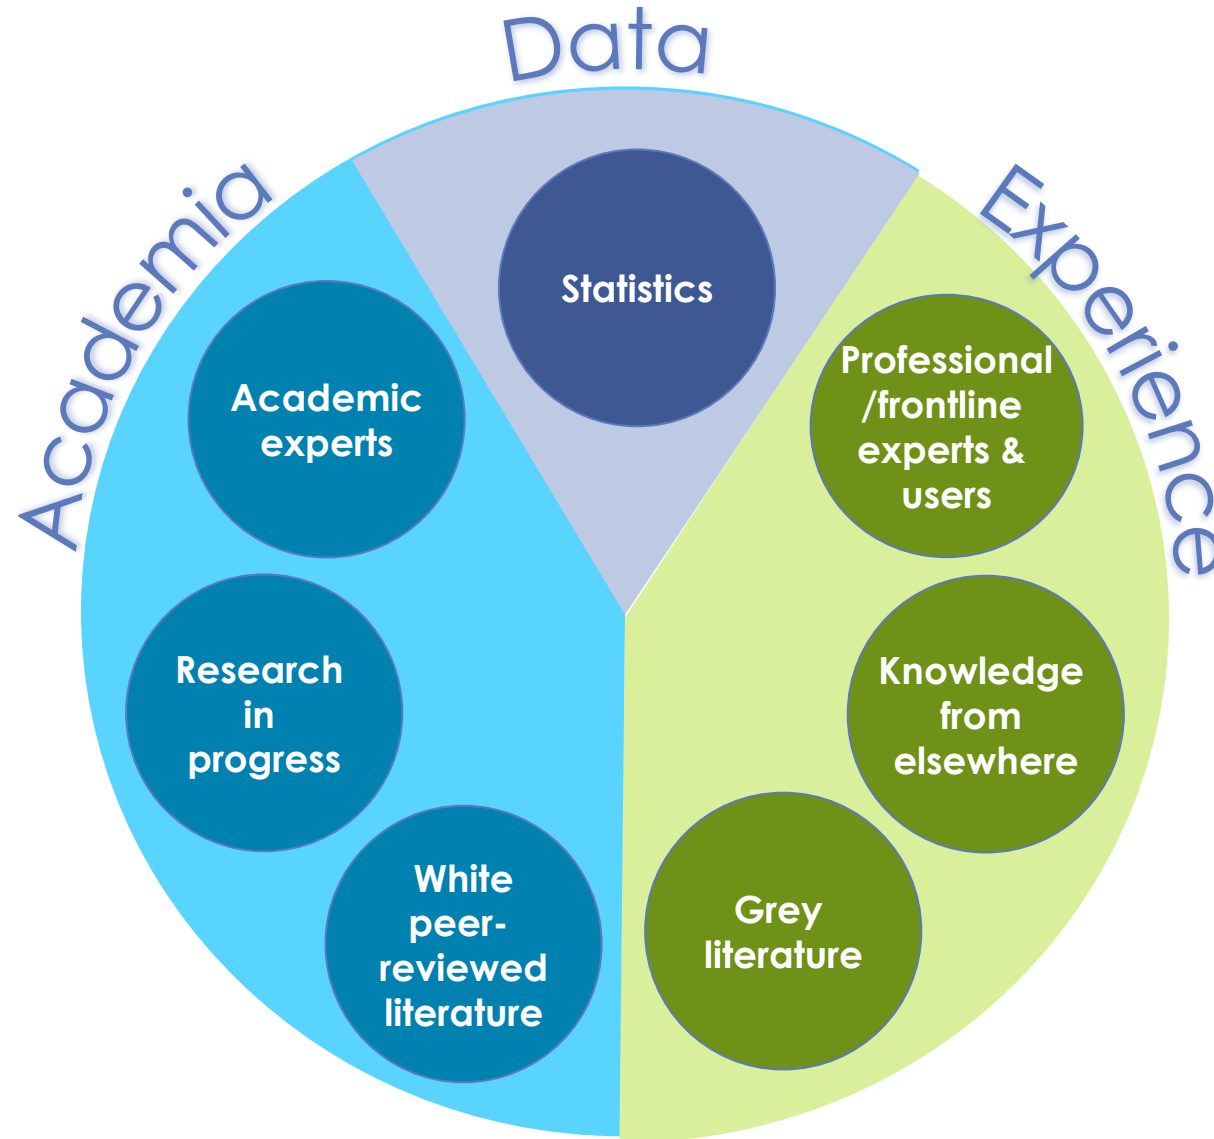 Data
Academia
Experience
Statistics
Academic
experts
Professional
/frontline
experts &
users
Research
in
progress
Knowledge
from
elsewhere
White
peer-
reviewed
literature
Grey
literature